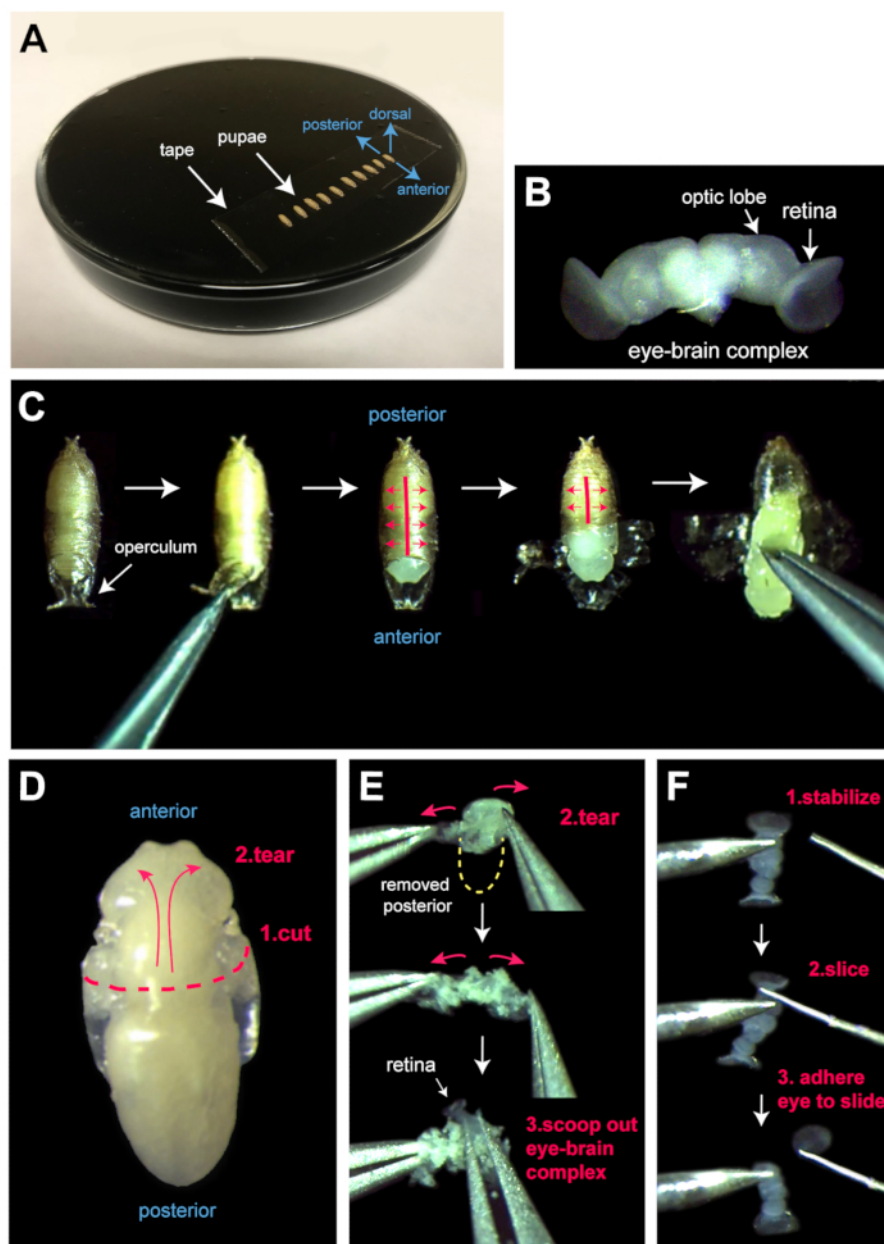 A
dorsal
posterior
pupae
tape
anterior
B
optic lobe
retina
eye-brain complex
C
posterior
operculum
anterior
D
anterior
2.tear
1.cut
posterior
E
2.tear
removed
posterior
retina
3.scoop out
eye-brain
complex
F
1.stabilize
2.slice
3. adhere
eye to slide